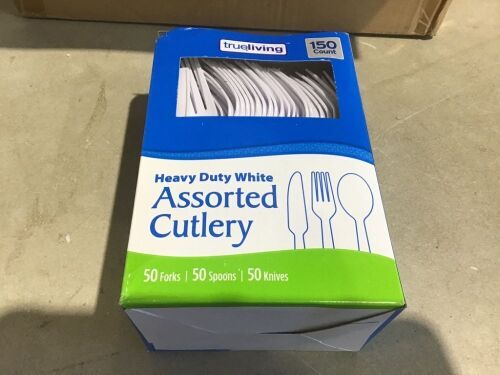 trueliving
150
Count
Heavy Duty White
Assorted
Cutlery
50 Forks | 50 Spoons | 50 Knives